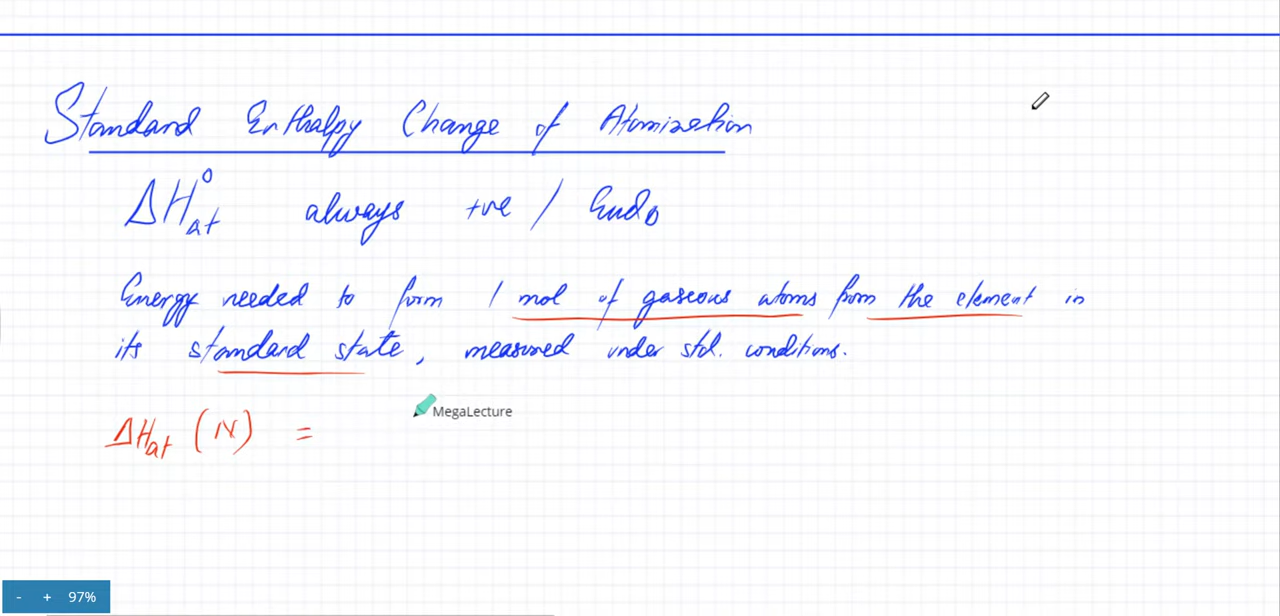 Standard Enthalpy Change of Atomization
ΔH°at always +ve / Endo
Energy needed to form 1 mol of gaseous atoms from the element in
its standard state, measured under std. conditions.
MegaLecture
ΔHat (N) =
- + 97%